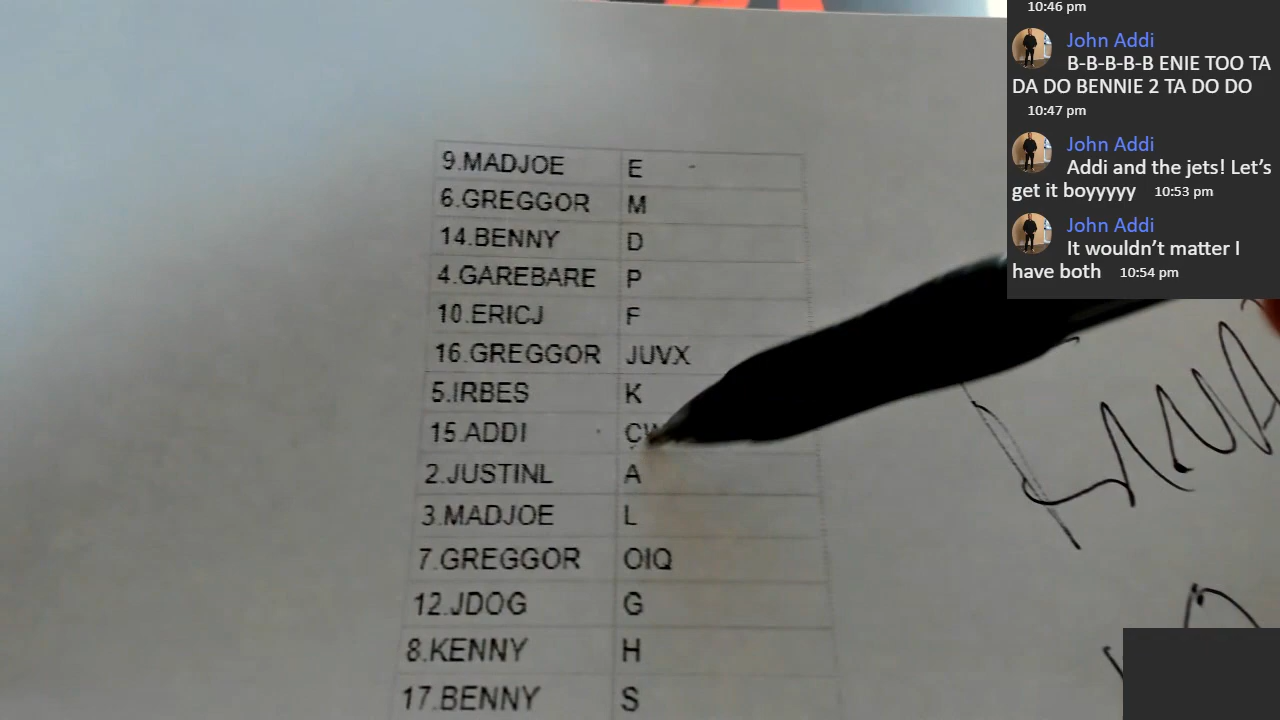 10:46 pm
John Addi
B-B-B-B-B ENIE TOO TA
DA DO BENNIE 2 TA DO DO
10:47 pm
John Addi
Addi and the jets! Let's
get it boyyyyy 10:53 pm
John Addi
It wouldn't matter I
have both 10:54 pm
9.MADJOE E
6.GREGGOR M
14.BENNY D
4.GAREBARE P
10.ERICJ F
16.GREGGOR JUVX
5.IRBES K
15.ADDI
2.JUSTINL A
3.MADJOE L
7.GREGGOR OIQ
12.JDOG G
8.KENNY H
17.BENNY S